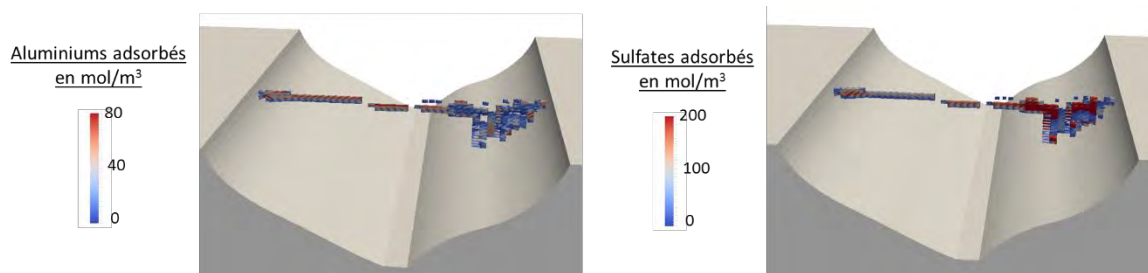 Aluminiums adsorbés
en mol/m³
80
40
0
Sulfates adsorbés
en mol/m³
200
100
0